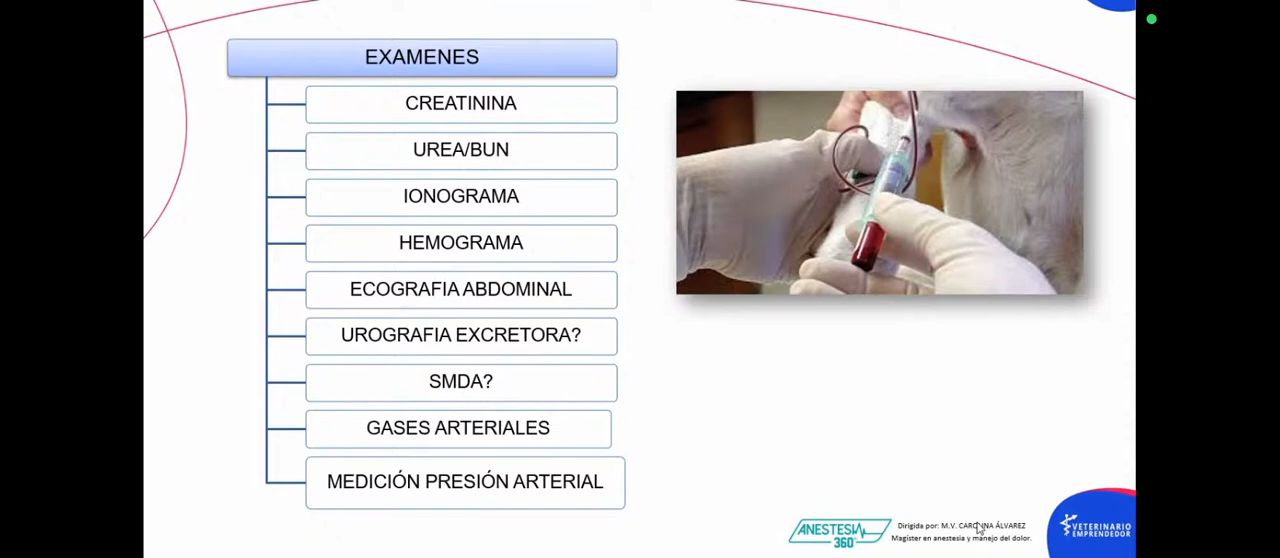 EXAMENES
CREATININA
UREA/BUN
IONOGRAMA
HEMOGRAMA
ECOGRAFIA ABDOMINAL
UROGRAFIA EXCRETORA?
SMDA?
GASES ARTERIALES
MEDICIÓN PRESIÓN ARTERIAL
ANESTESIA
360°
Dirigida por: M.V. CAROLINA ÁLVAREZ
Magíster en anestesia y manejo del dolor.
VETERINARIO
EMPRENDEDOR